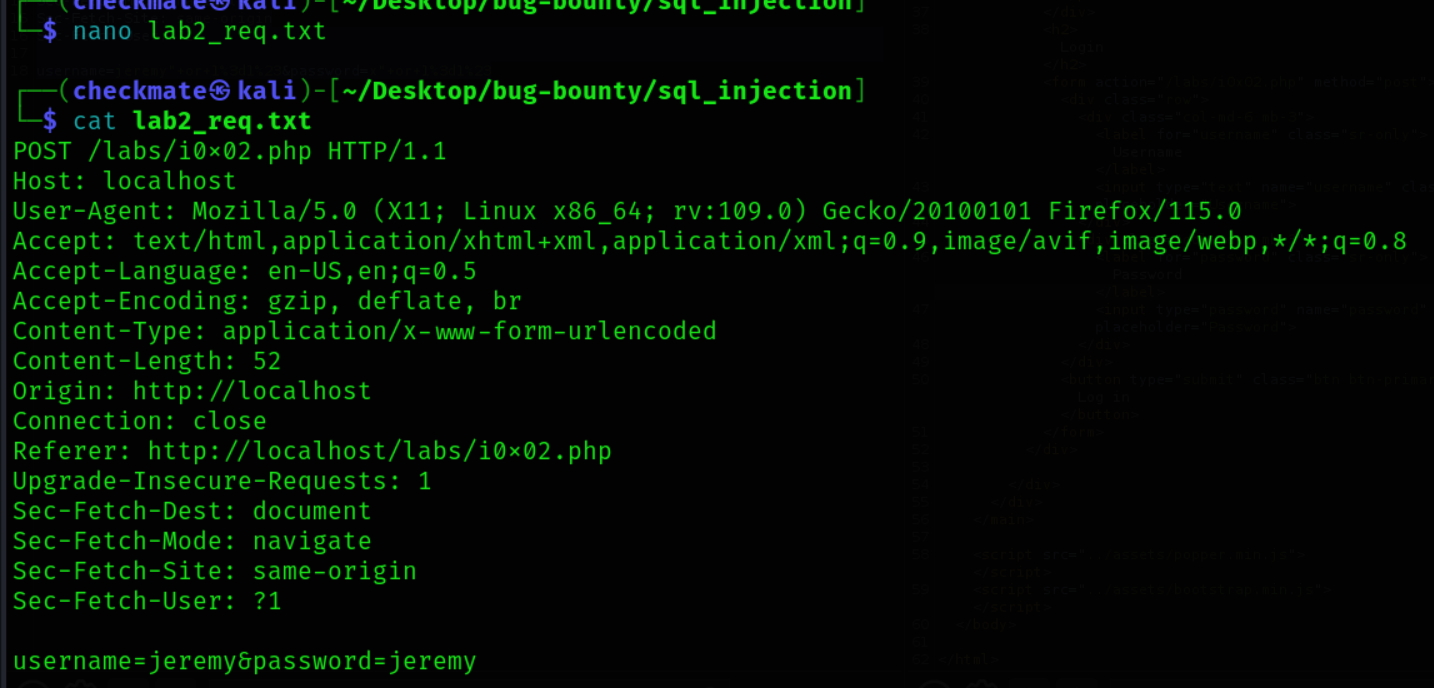 ┌──(checkmate㉿kali)-[~/Desktop/bug-bounty/sql_injection]
└─$ nano lab2_req.txt
┌──(checkmate㉿kali)-[~/Desktop/bug-bounty/sql_injection]
└─$ cat lab2_req.txt
POST /labs/i0x02.php HTTP/1.1
Host: localhost
User-Agent: Mozilla/5.0 (X11; Linux x86_64; rv:109.0) Gecko/20100101 Firefox/115.0
Accept: text/html,application/xhtml+xml,application/xml;q=0.9,image/avif,image/webp,*/*;q=0.8
Accept-Language: en-US,en;q=0.5
Accept-Encoding: gzip, deflate, br
Content-Type: application/x-www-form-urlencoded
Content-Length: 52
Origin: http://localhost
Connection: close
Referer: http://localhost/labs/i0x02.php
Upgrade-Insecure-Requests: 1
Sec-Fetch-Dest: document
Sec-Fetch-Mode: navigate
Sec-Fetch-Site: same-origin
Sec-Fetch-User: ?1
username=jeremy&password=jeremy